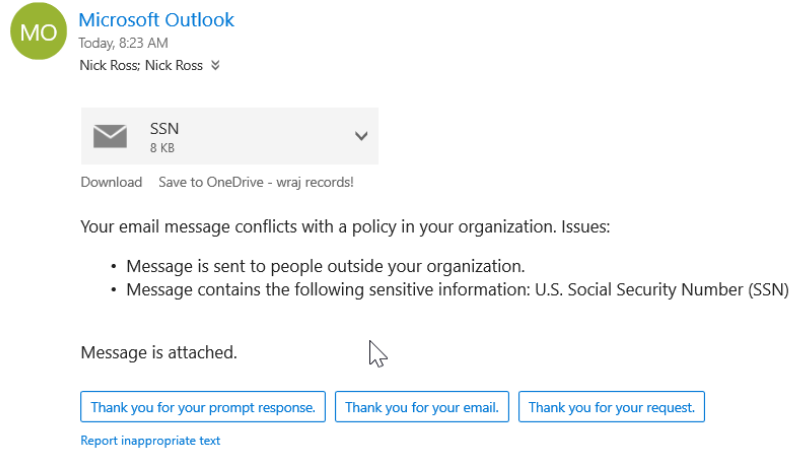 MO
Microsoft Outlook
Today, 8:23 AM
Nick Ross; Nick Ross
SSN
8 KB
Download Save to OneDrive - wraj records!
Your email message conflicts with a policy in your organization. Issues:
• Message is sent to people outside your organization.
• Message contains the following sensitive information: U.S. Social Security Number (SSN)
Message is attached.
Thank you for your prompt response. Thank you for your email. Thank you for your request.
Report inappropriate text